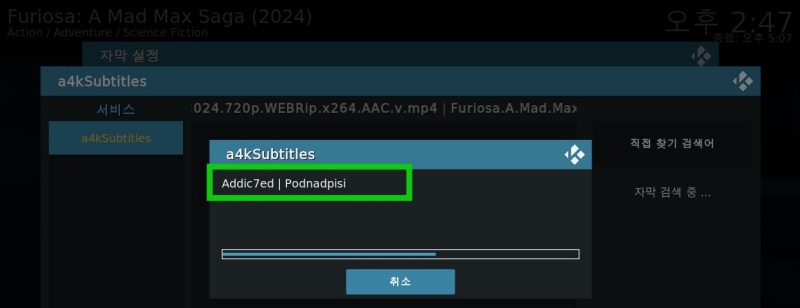 Furiosa: A Mad Max Saga (2024)
오후 2:47
Action / Adventure / Science Fiction
종료: 오후 5:07
자막 설정
a4kSubtitles
서비스
2024.720p.WEBRip.x264.AAC.v.mp4 | Furiosa.A.Mad.Max
a4kSubtitles
직접 찾기 검색어
a4kSubtitles
Addic7ed | Podnadpisi
자막 검색 중 ...
취소